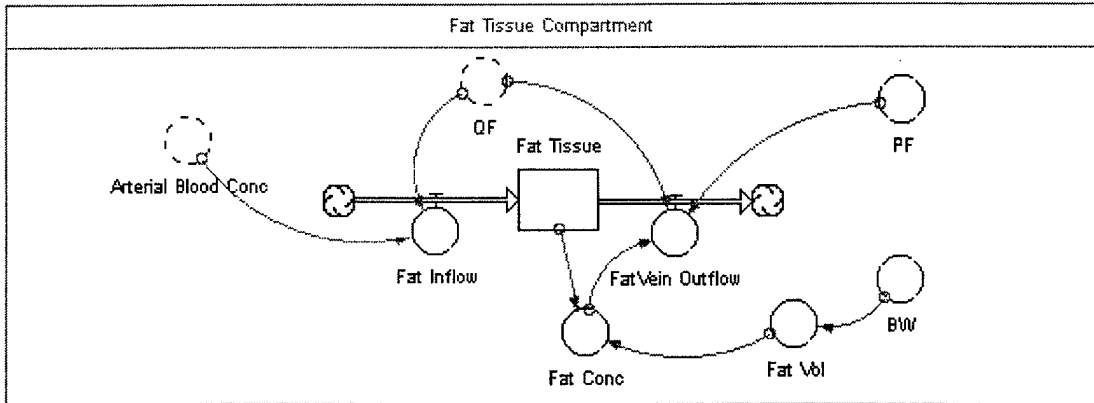 Fat Tissue Compartment
QF
PF
Fat Tissue
Arterial Blood Conc
Fat Inflow
FatVein Outflow
BW
Fat Vol
Fat Conc